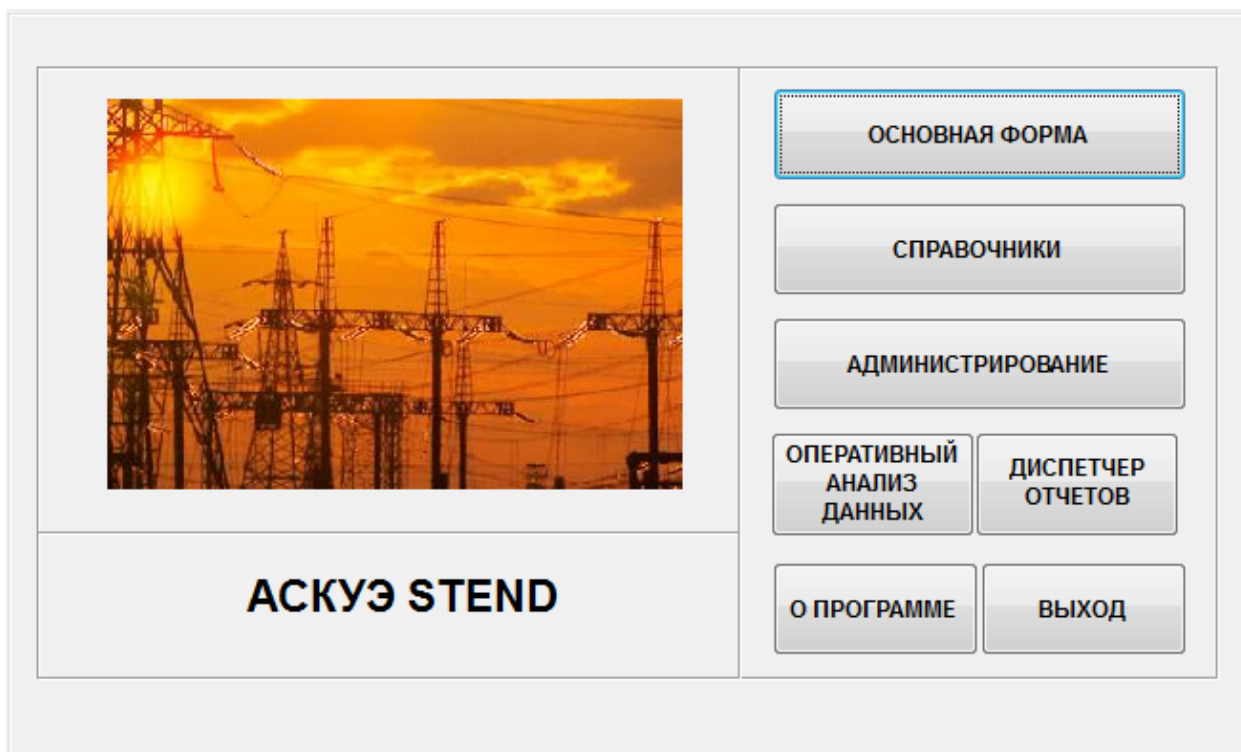 ОСНОВНАЯ ФОРМА
СПРАВОЧНИКИ
АДМИНИСТРИРОВАНИЕ
ОПЕРАТИВНЫЙ
АНАЛИЗ
ДАННЫХ
ДИСПЕТЧЕР
ОТЧЕТОВ
АСКУЭ STEND
О ПРОГРАММЕ
ВЫХОД